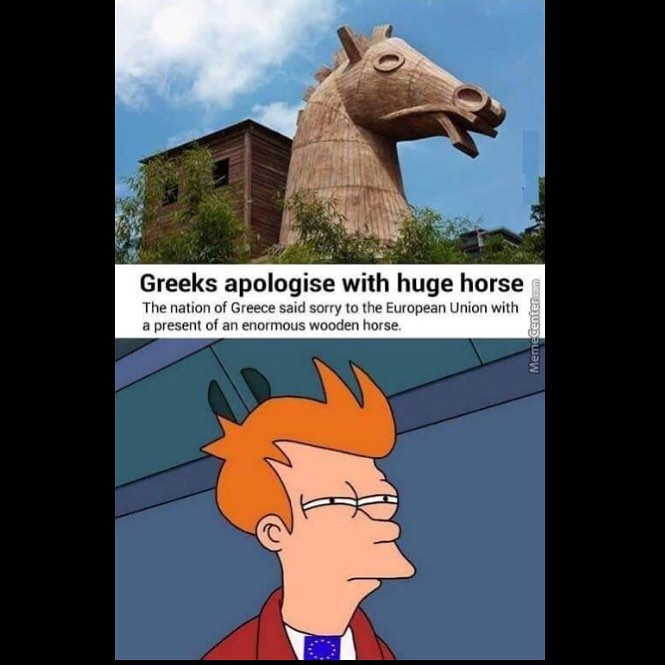 Greeks apologise with huge horse
The nation of Greece said sorry to the European Union with
a present of an enormous wooden horse.
MemeCenter.com